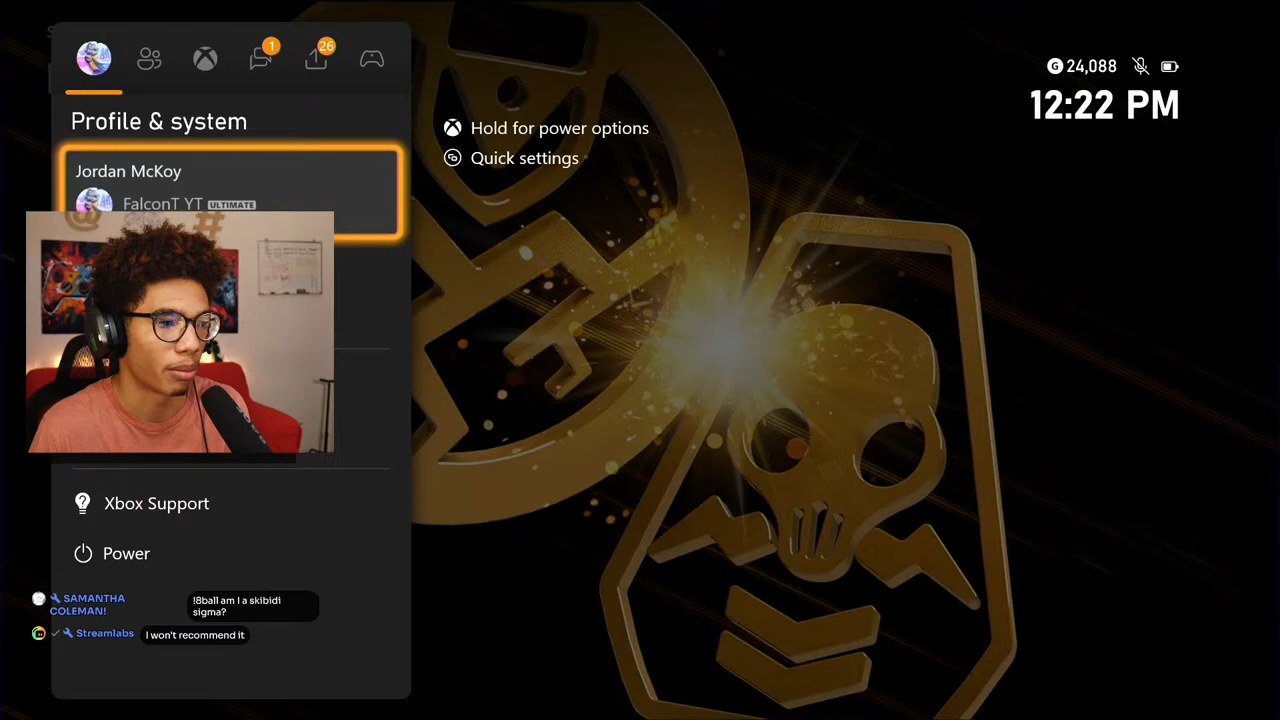 1
26
Profile & system
Jordan McKoy
FalconT YT ULTIMATE
Hold for power options
Quick settings
G 24,088
12:22 PM
@ #
Xbox Support
Power
SAMANTHA COLEMAN!
!8ball am I a skibidi
sigma?
Streamlabs
I won't recommend it